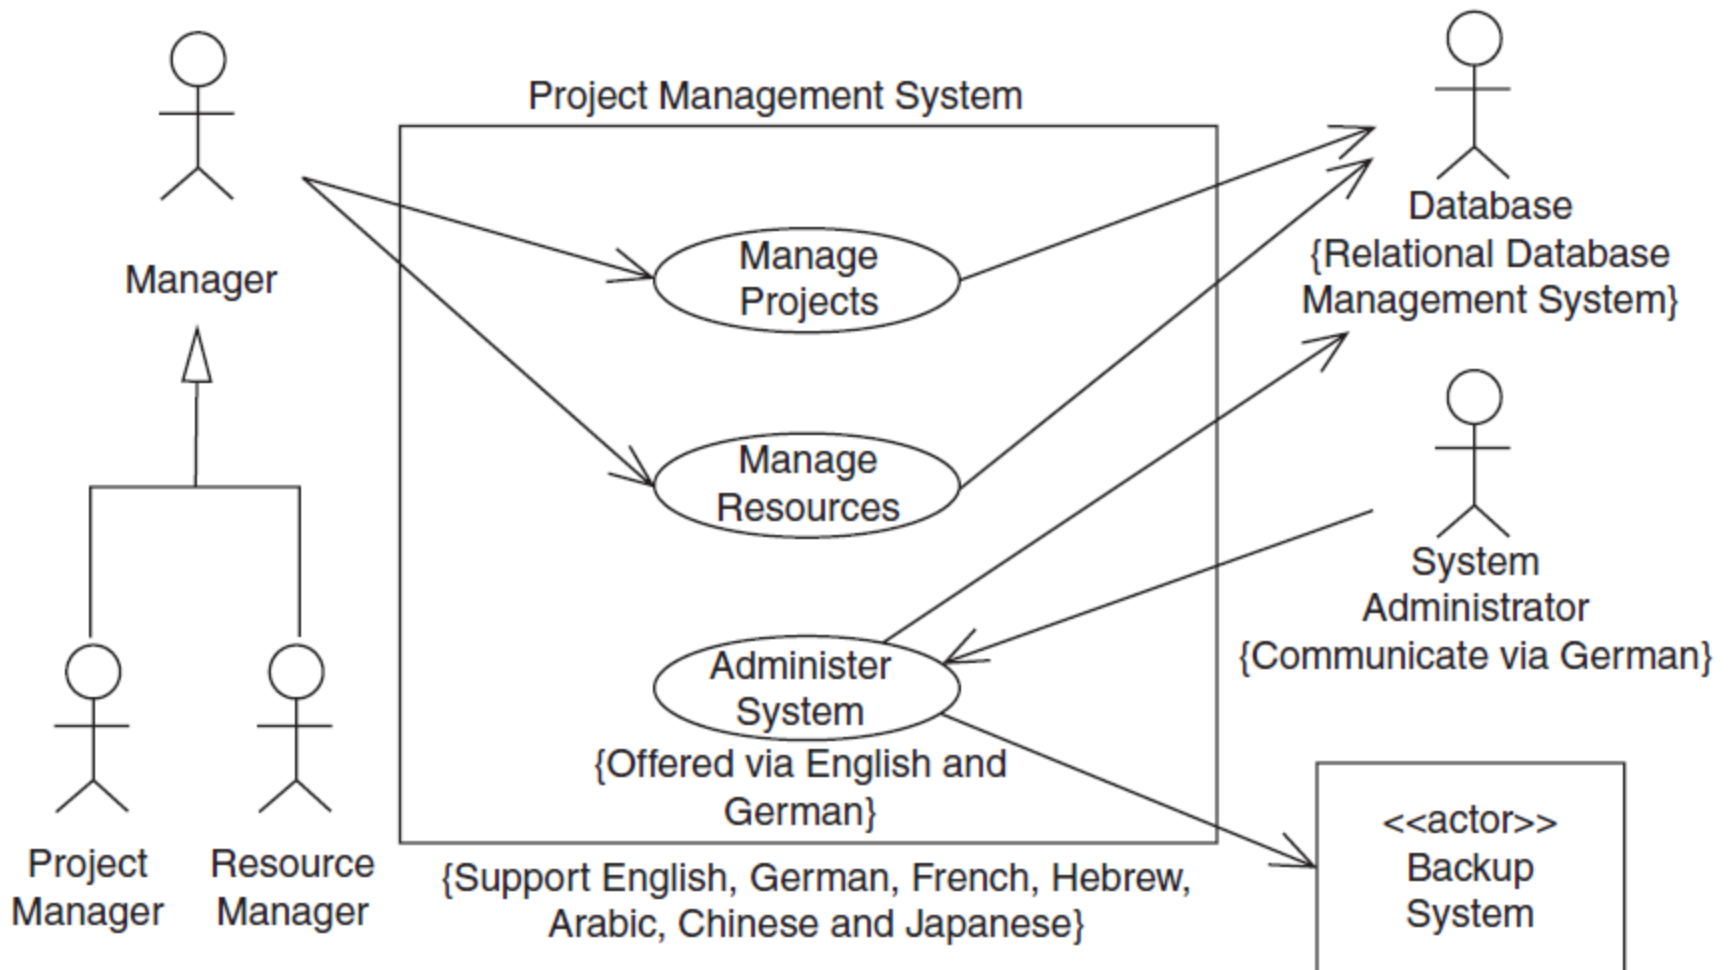 Project Management System
Manager
Manage
Projects
Manage
Resources
Administer
System
{Offered via English and
German}
{Support English, German, French, Hebrew,
Arabic, Chinese and Japanese}
Project
Manager
Resource
Manager
Database
{Relational Database
Management System}
System
Administrator
{Communicate via German}
<<actor>>
Backup
System